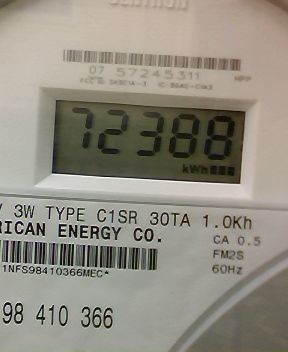 07 57245311
72388
kWh
V 3W TYPE C1SR 30TA 1.0Kh
RICAN ENERGY CO.
CA 0.5
FM2S
60Hz
1NFS98410366MEC*
98 410 366